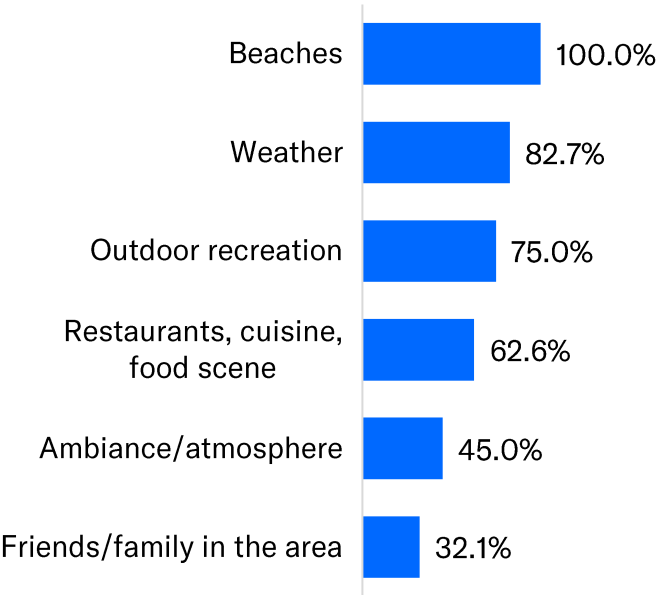 Beaches 100.0%
Weather 82.7%
Outdoor recreation 75.0%
Restaurants, cuisine,
food scene 62.6%
Ambiance/atmosphere 45.0%
Friends/family in the area 32.1%